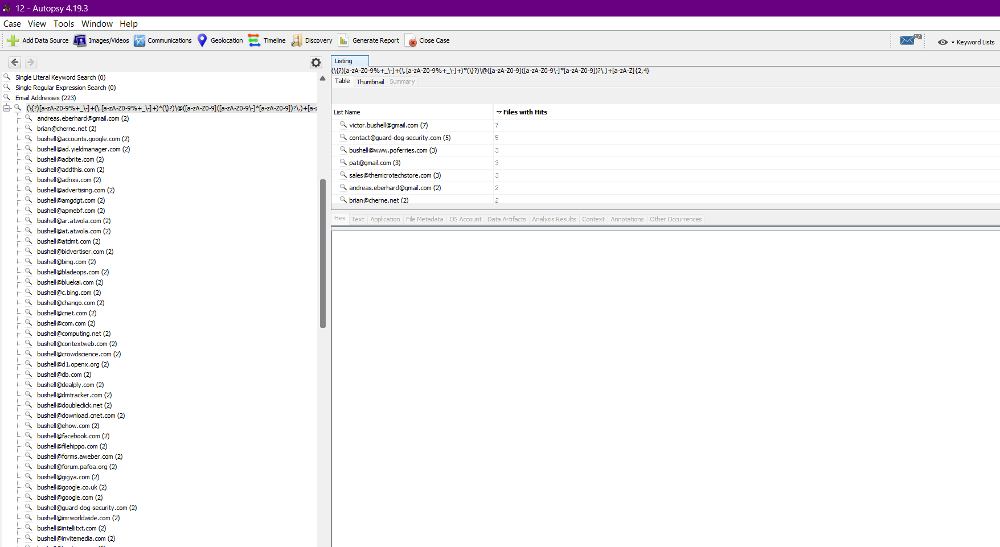 12 - Autopsy 4.19.3
Case View Tools Window Help
Add Data Source Images/Videos Communications Geolocation Timeline Discovery Generate Report Close Case 17 Keyword Lists
Single Literal Keyword Search (0)
Single Regular Expression Search (0)
Email Addresses (223)
(\{?)[a-zA-Z0-9%+_\-]+(\.[a-zA-Z0-9%+_\-]+)*(\}?)\@([a-zA-Z0-9]([a-zA-Z0-9\-]*[a-zA-Z0-9])?\.)+[a-z
andreas.eberhard@gmail.com (2)
brian@cherne.net (2)
bushell@accounts.google.com (2)
bushell@ad.yieldmanager.com (2)
bushell@adbrite.com (2)
bushell@addthis.com (2)
bushell@adnxs.com (2)
bushell@advertising.com (2)
bushell@amgdgt.com (2)
bushell@apmebf.com (2)
bushell@ar.atwola.com (2)
bushell@at.atwola.com (2)
bushell@atdmt.com (2)
bushell@bidvertiser.com (2)
bushell@bing.com (2)
bushell@bladeops.com (2)
bushell@bluekai.com (2)
bushell@c.bing.com (2)
bushell@chango.com (2)
bushell@cnet.com (2)
bushell@com.com (2)
bushell@computing.net (2)
bushell@contextweb.com (2)
bushell@crowdscience.com (2)
bushell@d1.openx.org (2)
bushell@db.com (2)
bushell@dealply.com (2)
bushell@dmtracker.com (2)
bushell@doubleclick.net (2)
bushell@download.cnet.com (2)
bushell@ehow.com (2)
bushell@facebook.com (2)
bushell@filehippo.com (2)
bushell@forms.aweber.com (2)
bushell@forum.pafoa.org (2)
bushell@gigya.com (2)
bushell@google.co.uk (2)
bushell@google.com (2)
bushell@guard-dog-security.com (2)
bushell@imrworldwide.com (2)
bushell@intellitxt.com (2)
bushell@invitemedia.com (2)
Listing
(\{?)[a-zA-Z0-9%+_\-]+(\.[a-zA-Z0-9%+_\-]+)*(\}?)\@([a-zA-Z0-9]([a-zA-Z0-9\-]*[a-zA-Z0-9])?\.)+[a-zA-Z]{2,4}
Table Thumbnail Summary
List Name Files with Hits
victor.bushell@gmail.com (7) 7
contact@guard-dog-security.com (5) 5
bushell@www.poferries.com (3) 3
pat@gmail.com (3) 3
sales@themicrotechstore.com (3) 3
andreas.eberhard@gmail.com (2) 2
brian@cherne.net (2) 2
Hex Text Application File Metadata OS Account Data Artifacts Analysis Results Context Annotations Other Occurrences